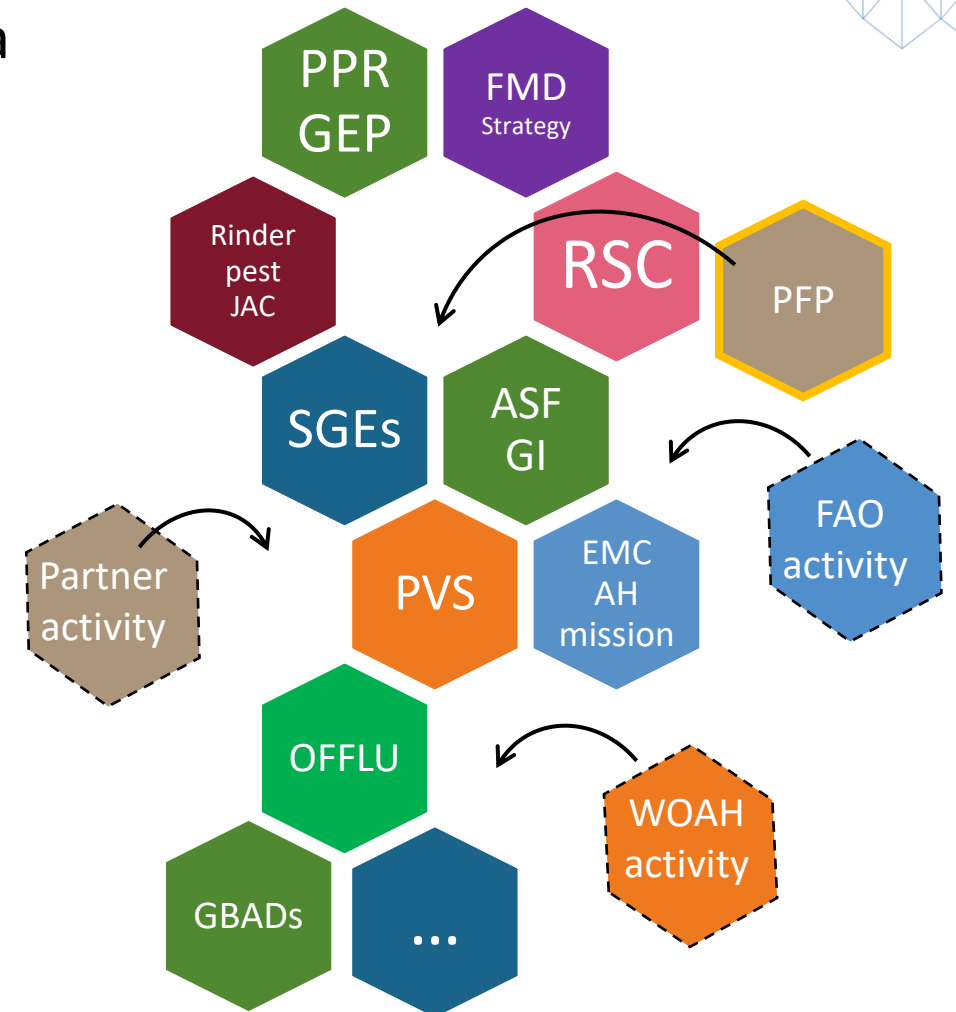 PPR
GEP
FMD
Strategy
Rinder
pest
JAC
RSC
PFP
SGEs
ASF
GI
FAO
activity
Partner
activity
PVS
EMC
AH
mission
OFFLU
WOAH
activity
GBADs
...